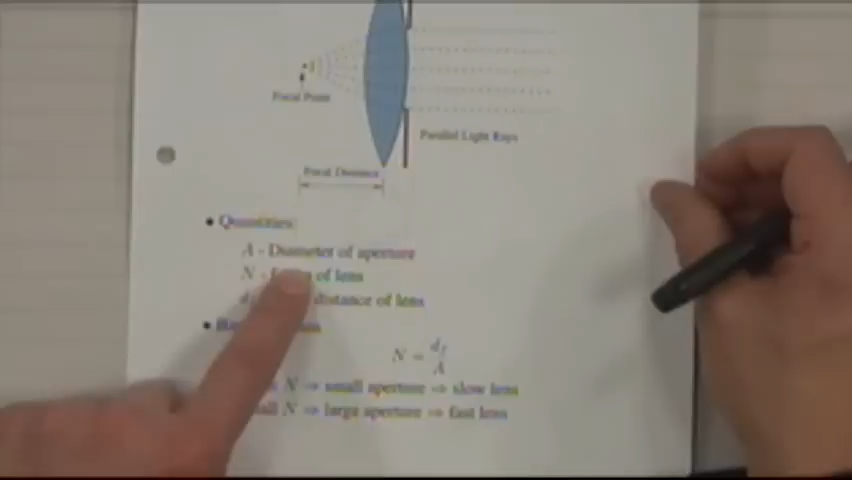 Focal Point
Parallel Light Rays
Focal Distance
• Quantities
A - Diameter of aperture
N - of lens
distance of lens
•
N = d_f / A
N ⇒ small aperture ⇒ slow lens
N ⇒ large aperture ⇒ fast lens